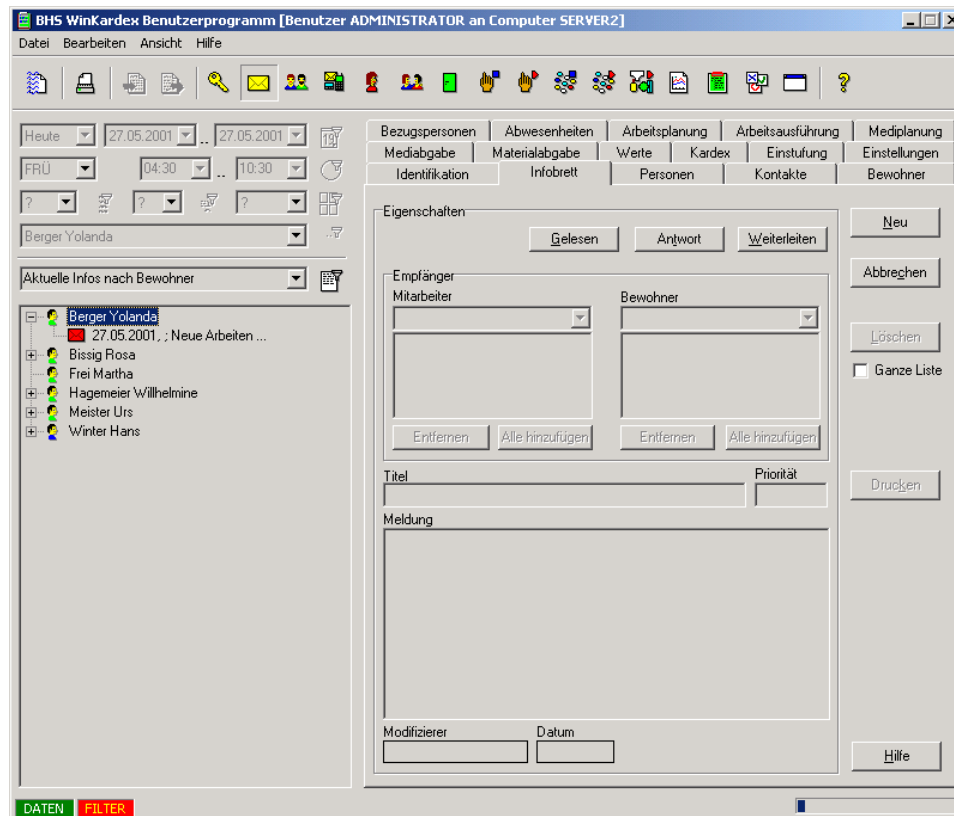 BHS WinKardex Benutzerprogramm [Benutzer ADMINISTRATOR an Computer SERVER2]
Datei Bearbeiten Ansicht Hilfe
Heute 27.05.2001 .. 27.05.2001 19
FRÜ 04:30 .. 10:30
? ? ?
Berger Yolanda
Aktuelle Infos nach Bewohner
Berger Yolanda
27.05.2001, ; Neue Arbeiten ...
Bissig Rosa
Frei Martha
Hagemeier Willhelmine
Meister Urs
Winter Hans
Bezugspersonen Abwesenheiten Arbeitsplanung Arbeitsausführung Mediplanung
Mediabgabe Materialabgabe Werte Kardex Einstufung Einstellungen
Identifikation Infobrett Personen Kontakte Bewohner
Eigenschaften
Gelesen Antwort Weiterleiten
Empfänger
Mitarbeiter Bewohner
Entfernen Alle hinzufügen Entfernen Alle hinzufügen
Titel Priorität
Meldung
Modifizierer Datum
Neu
Abbrechen
Löschen
Ganze Liste
Drucken
Hilfe
DATEN FILTER